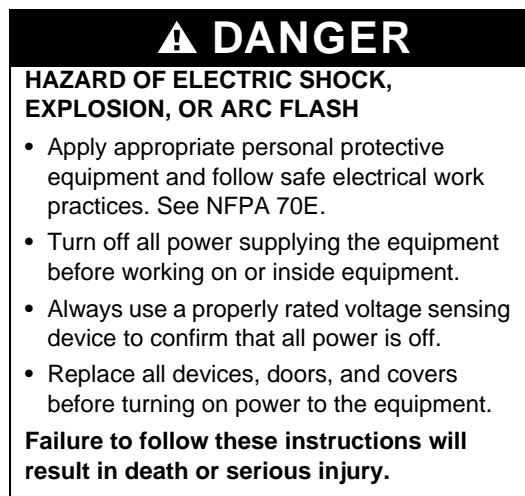 ⚠ DANGER
HAZARD OF ELECTRIC SHOCK,
EXPLOSION, OR ARC FLASH
• Apply appropriate personal protective
equipment and follow safe electrical work
practices. See NFPA 70E.
• Turn off all power supplying the equipment
before working on or inside equipment.
• Always use a properly rated voltage sensing
device to confirm that all power is off.
• Replace all devices, doors, and covers
before turning on power to the equipment.
Failure to follow these instructions will
result in death or serious injury.